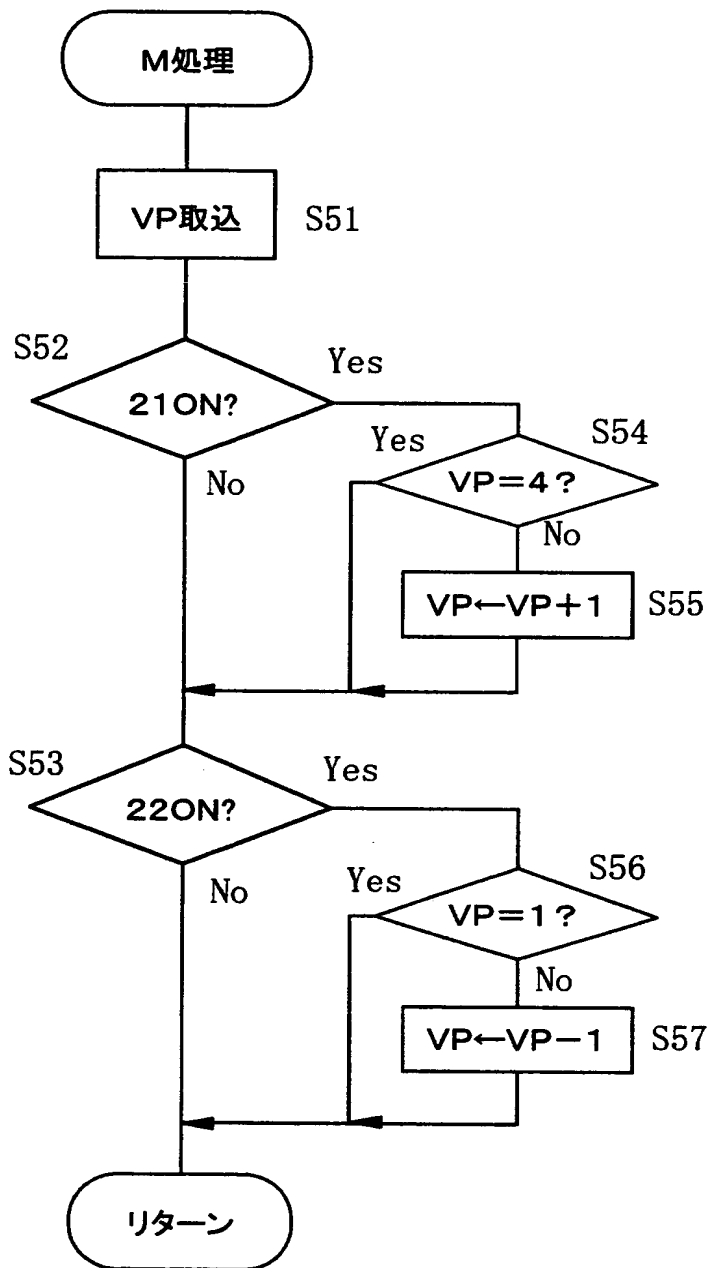 M処理
VP取込
S51
S52
21ON?
Yes
No
S54
Yes
VP=4?
No
VP←VP+1
S55
S53
22ON?
Yes
No
S56
Yes
VP=1?
No
VP←VP−1
S57
リターン